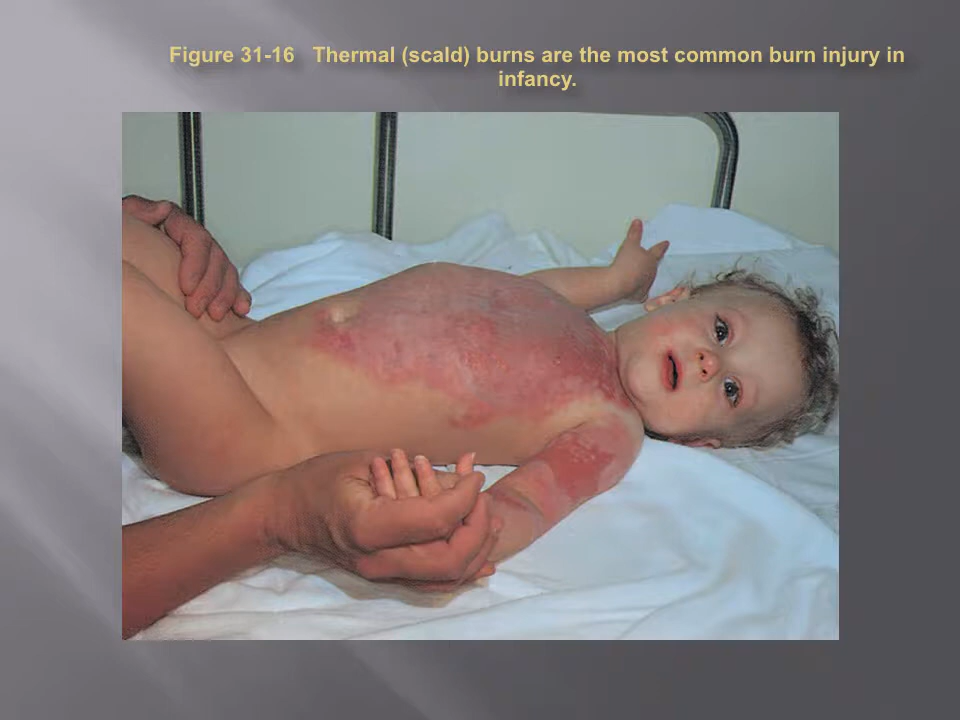 Figure 31-16 Thermal (scald) burns are the most common burn injury in
infancy.